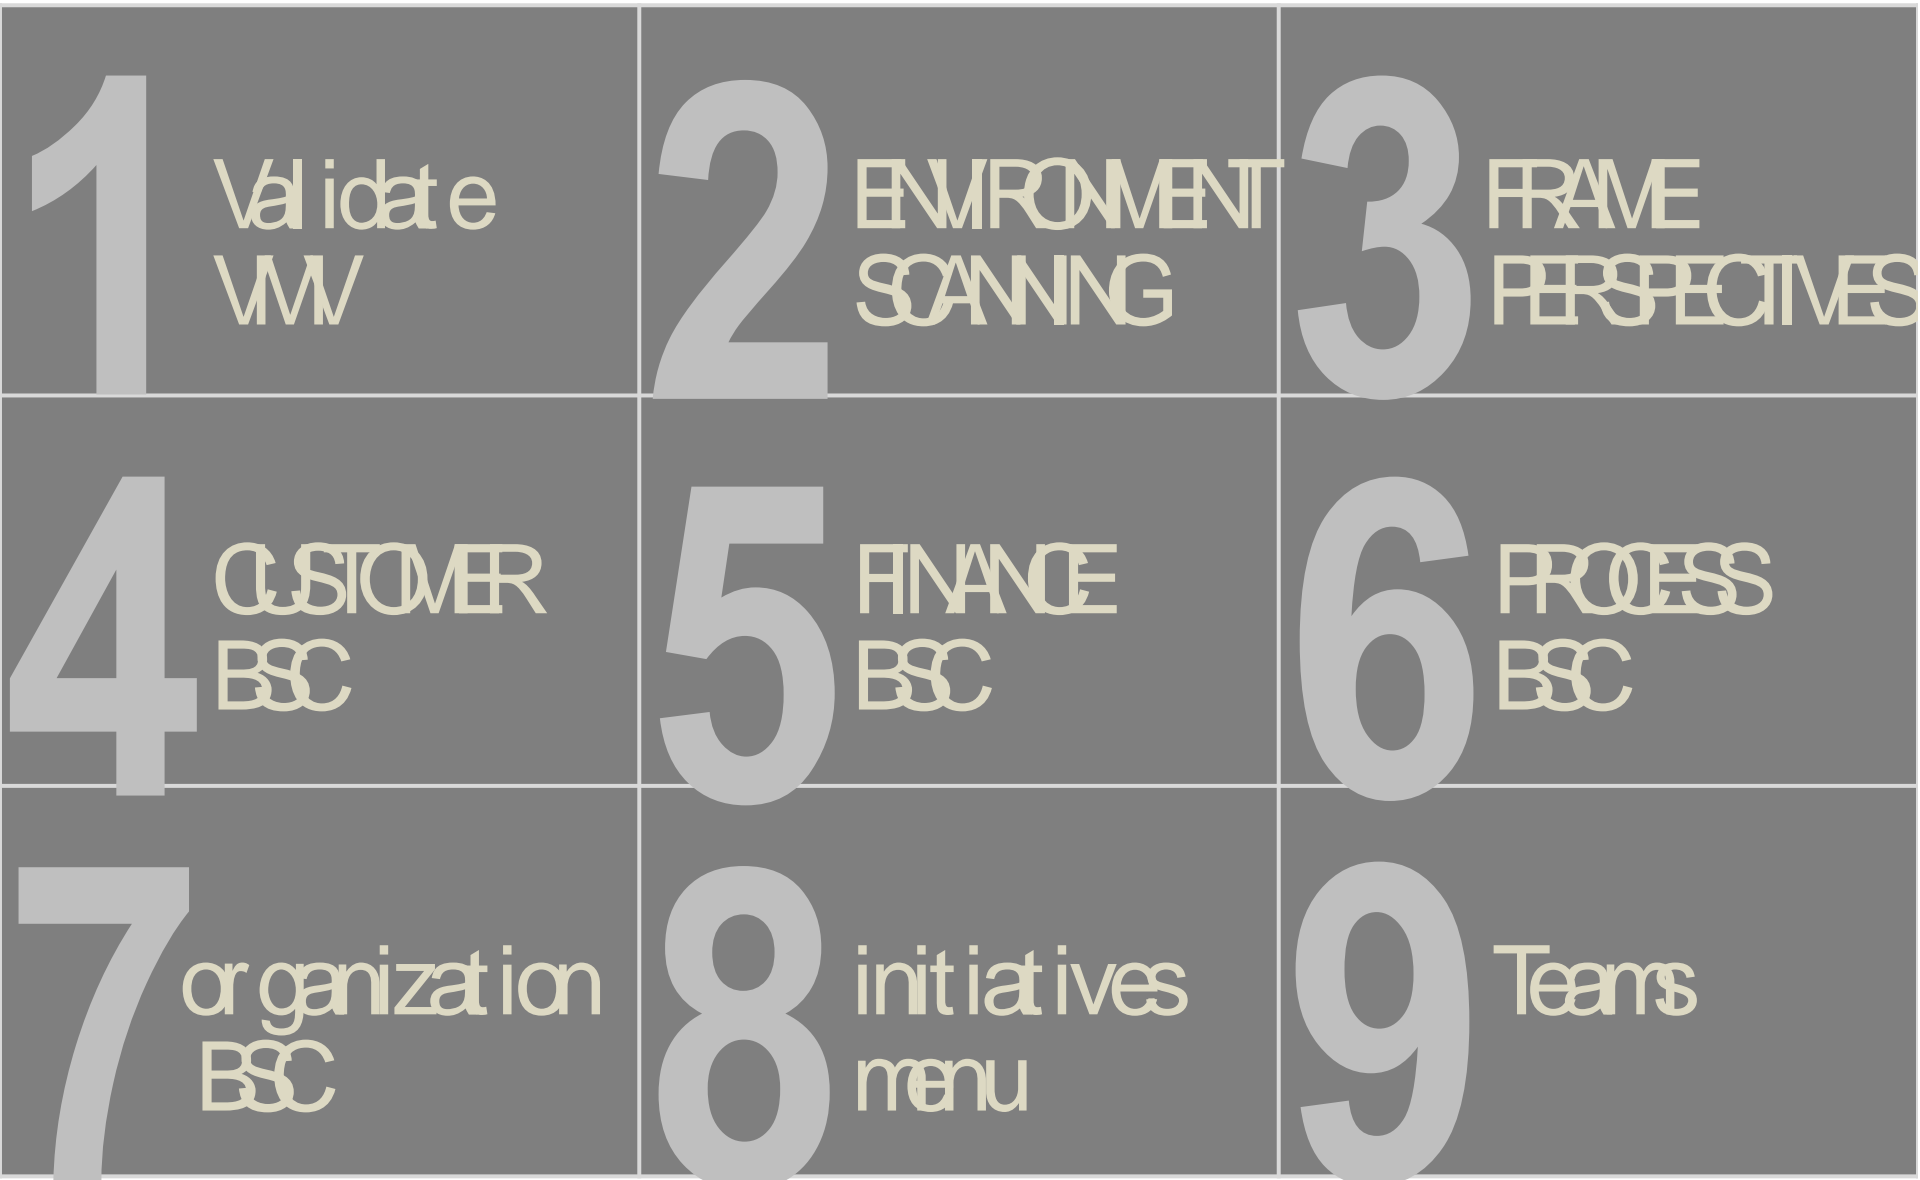 1
Validate
VMV
2
ENVIRONMENT
SCANNING
3
FRAME
PERSPECTIVES
4
CUSTOMER
BSC
5
FINANCE
BSC
6
PROCESS
BSC
7
organization
BSC
8
initiatives
menu
9
Teams